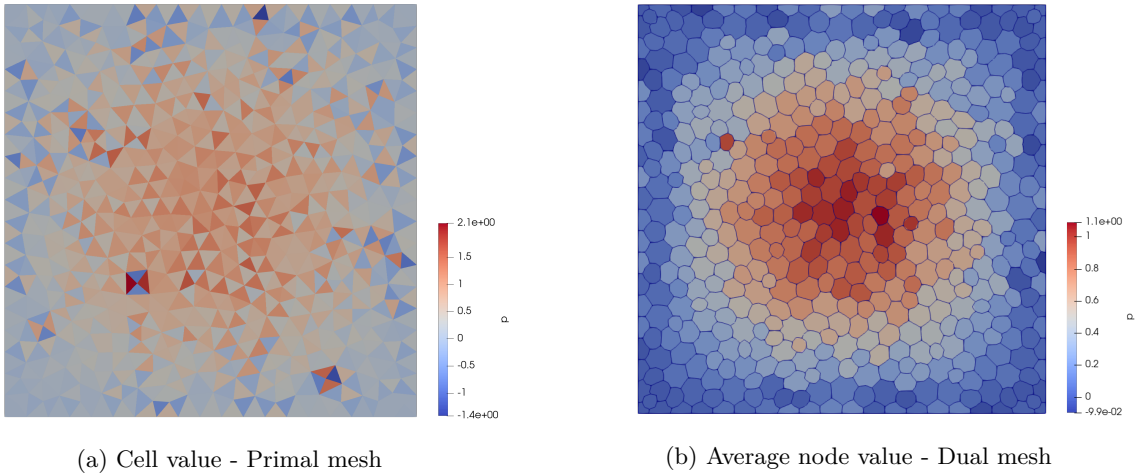 2.1e+00
1.5
1
0.5
0
-0.5
-1
-1.4e+00
p
(a) Cell value - Primal mesh
1.1e+00
1
0.8
0.6
0.4
0.2
0
-9.9e-02
p
(b) Average node value - Dual mesh